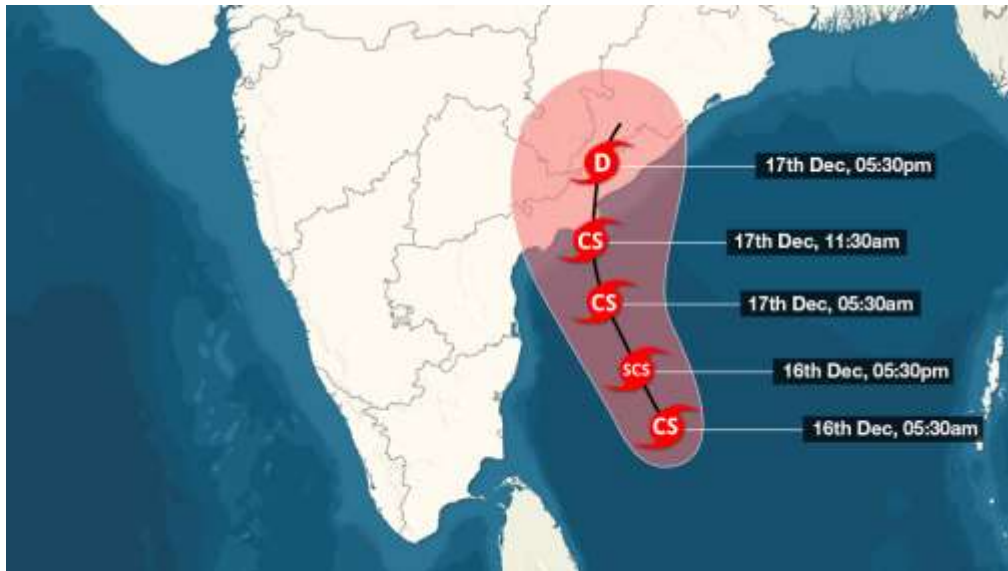 D
17th Dec, 05:30pm
CS
17th Dec, 11:30am
CS
17th Dec, 05:30am
SCS
16th Dec, 05:30pm
CS
16th Dec, 05:30am